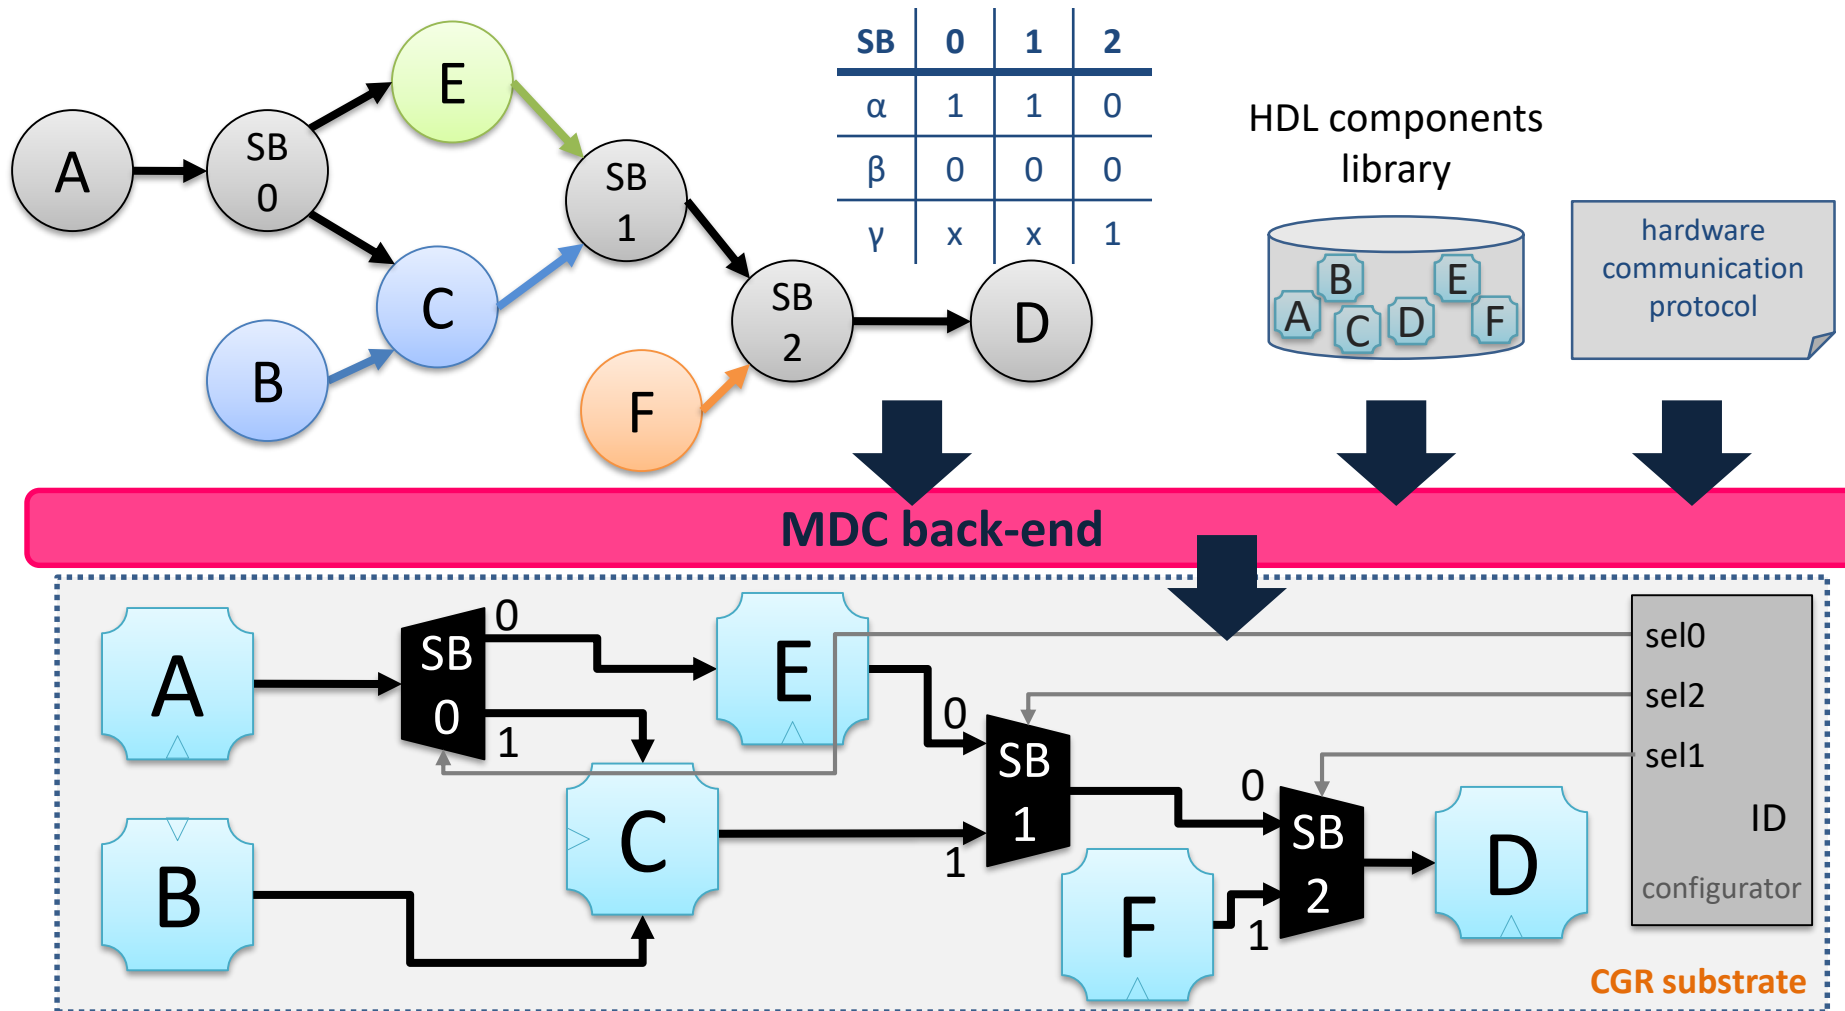 SB 0 1 2
α 1 1 0
β 0 0 0
γ x x 1
A
SB
0
E
C
B
SB
1
F
SB
2
D
HDL components
library
B
E
A
C
D
F
hardware
communication
protocol
MDC back-end
A
SB
0
0
1
E
B
C
0
SB
1
1
F
0
SB
2
1
D
sel0
sel2
sel1
ID
configurator
CGR substrate